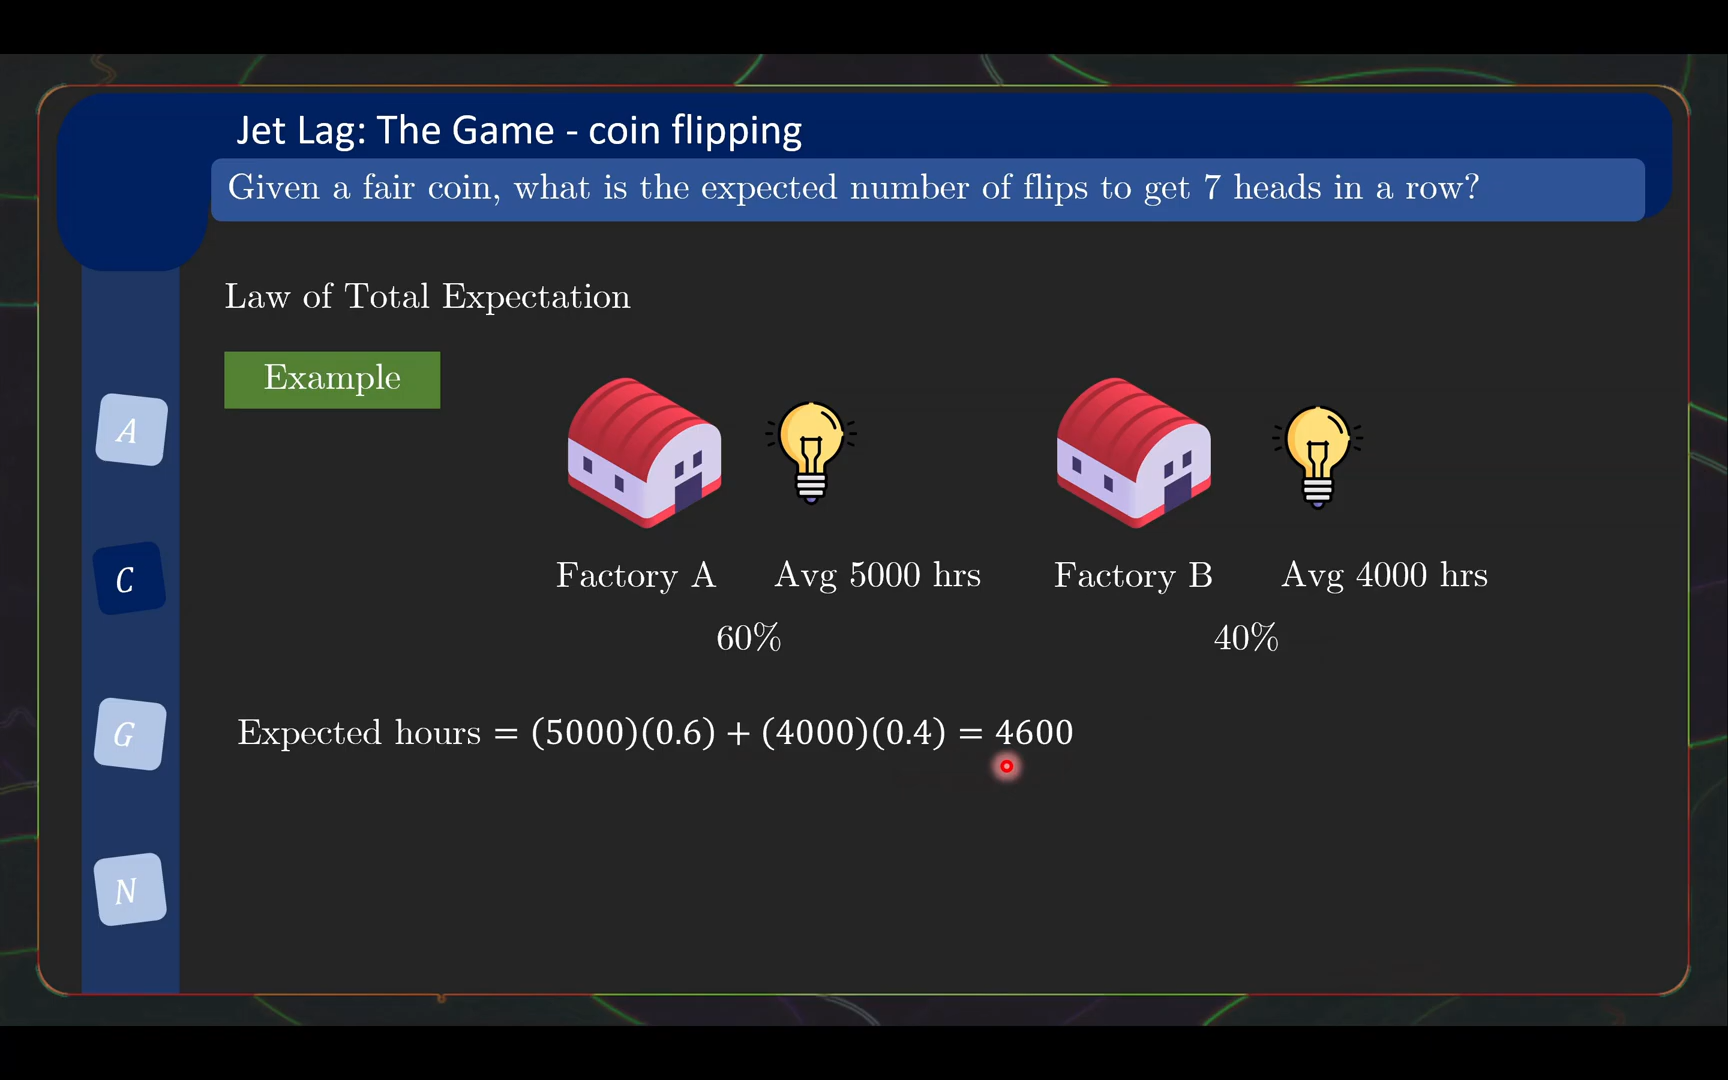 Jet Lag: The Game - coin flipping
Given a fair coin, what is the expected number of flips to get 7 heads in a row?
Law of Total Expectation
Example
A
C
G
N
Factory A
Avg 5000 hrs
Factory B
Avg 4000 hrs
60%
40%
Expected hours = (5000)(0.6) + (4000)(0.4) = 4600